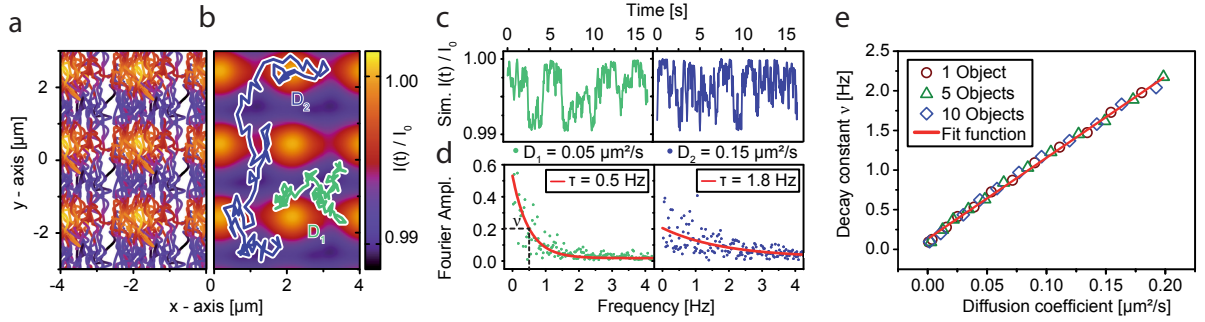 a
b
c
Time [s]
0 5 10 15 0 5 10 15
y - axis [µm]
2
0
-2
-4 -2 0
0 2 4
x - axis [µm]
D2
D1
1.00
0.99
I(t) / I0
Sim. I(t) / I0
1.00
0.99
D1 = 0.05 µm²/s
D2 = 0.15 µm²/s
d
Fourier Ampl.
0.6
0.4
0.2
0.0
τ = 0.5 Hz
τ = 1.8 Hz
ν
0 1 2 3 4 0 1 2 3 4
Frequency [Hz]
e
Decay constant ν [Hz]
2.5
2.0
1.5
1.0
0.5
0.0
1 Object
5 Objects
10 Objects
Fit function
0.00 0.05 0.10 0.15 0.20
Diffusion coefficient [µm²/s]